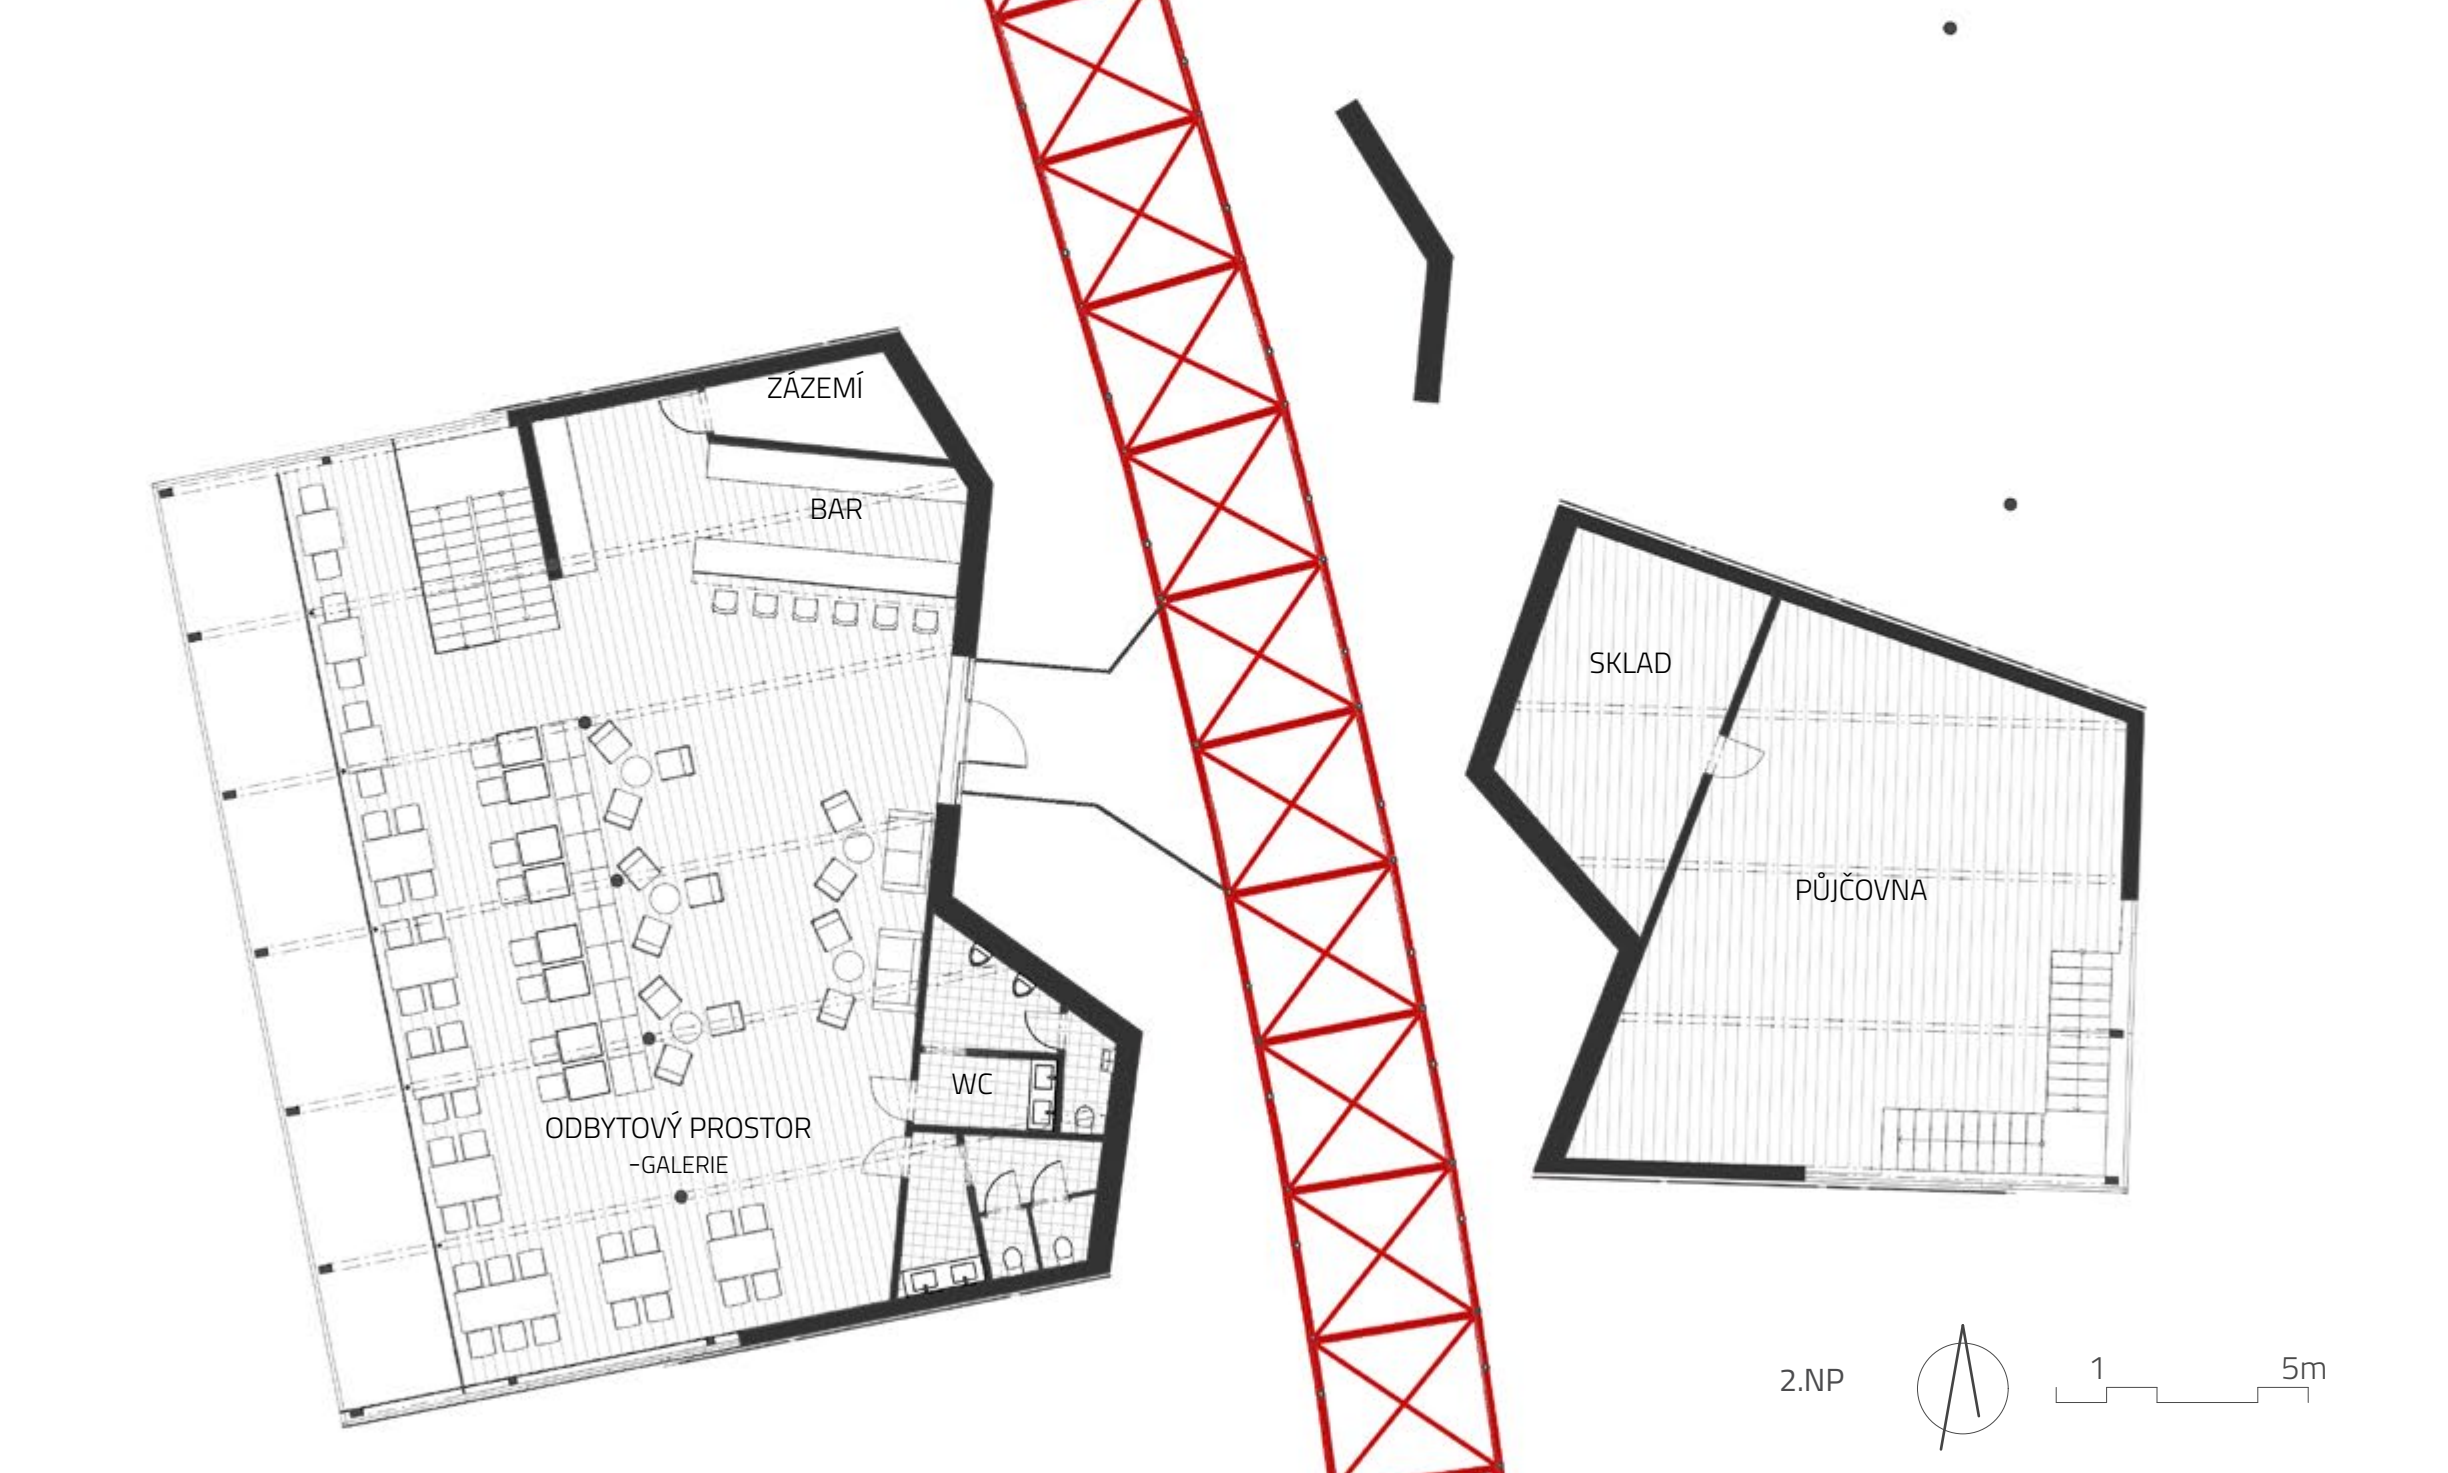 ZÁZEMÍ
BAR
SKLAD
PŮJČOVNA
WC
ODBYTOVÝ PROSTOR
-GALERIE
2.NP
1 5m